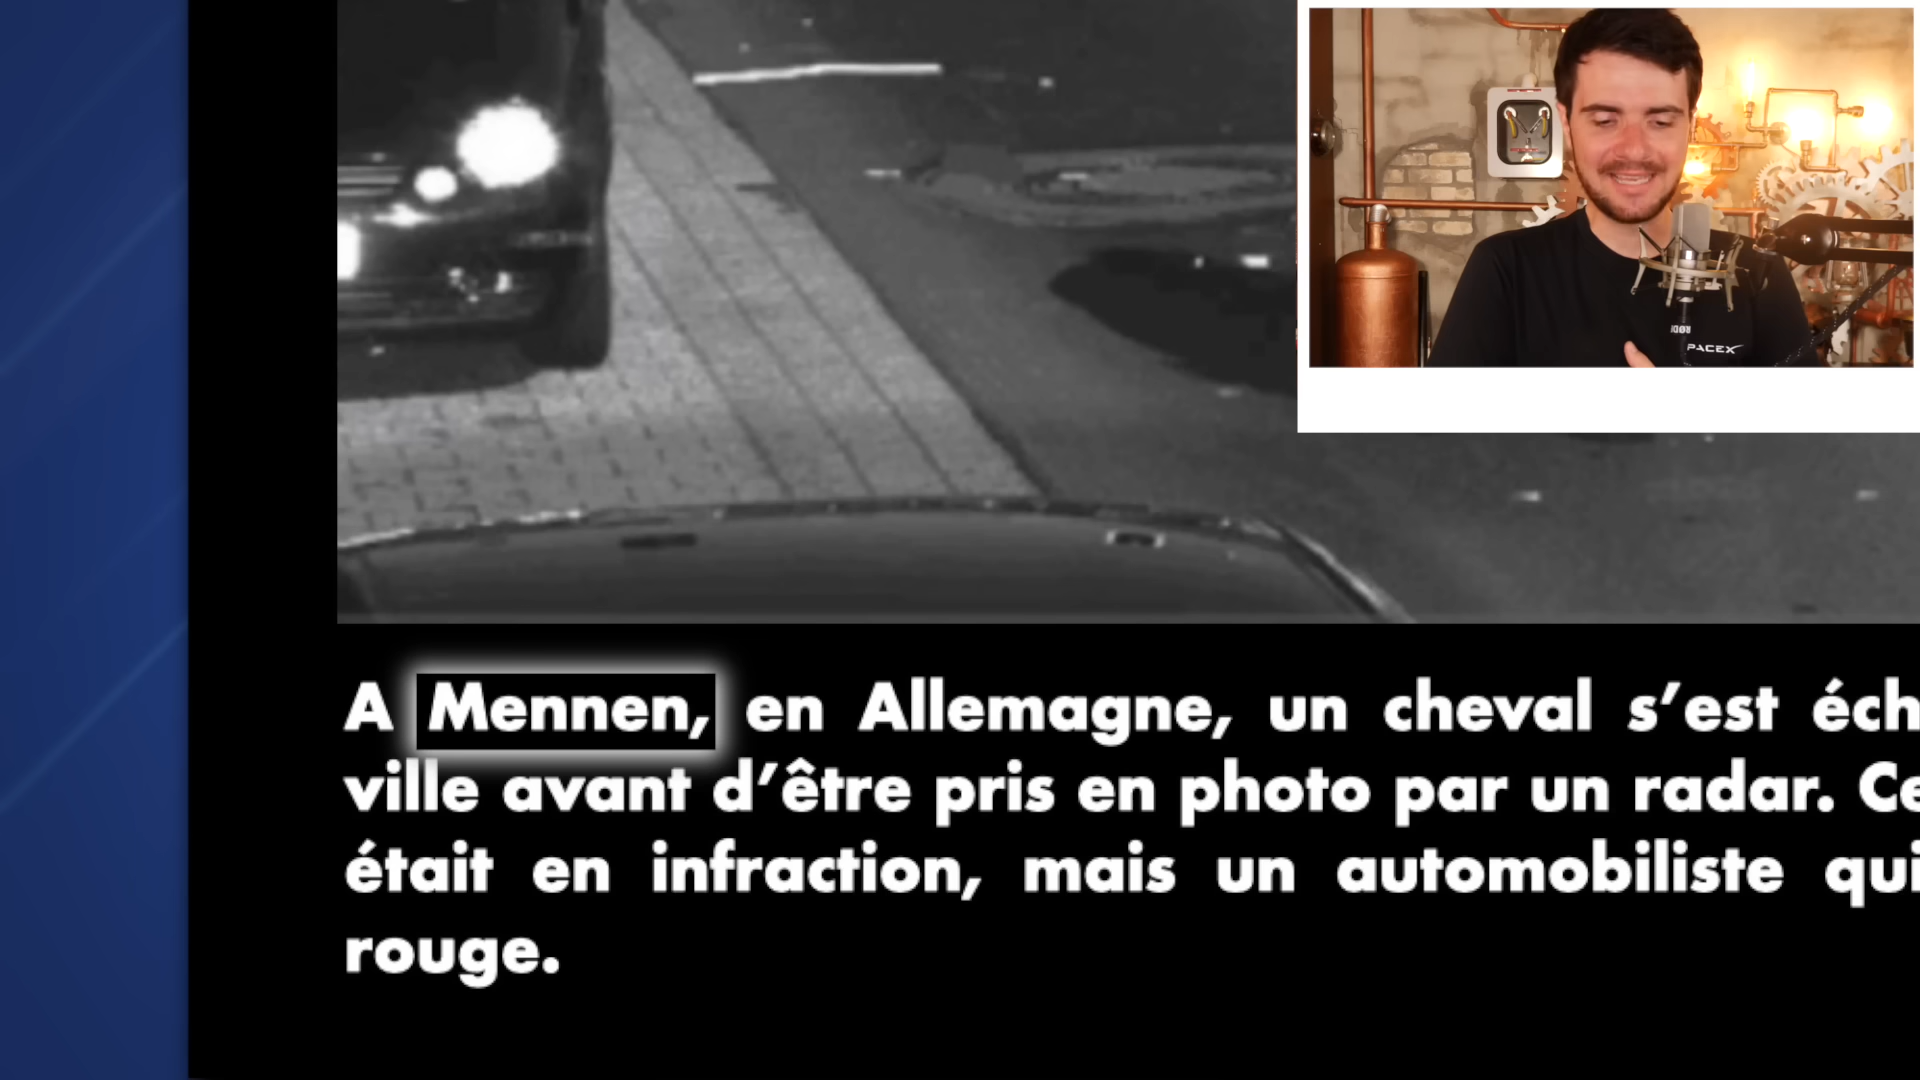 PACEX
A Mennen, en Allemagne, un cheval s’est éch
ville avant d’être pris en photo par un radar. Ce
était en infraction, mais un automobiliste qui
rouge.